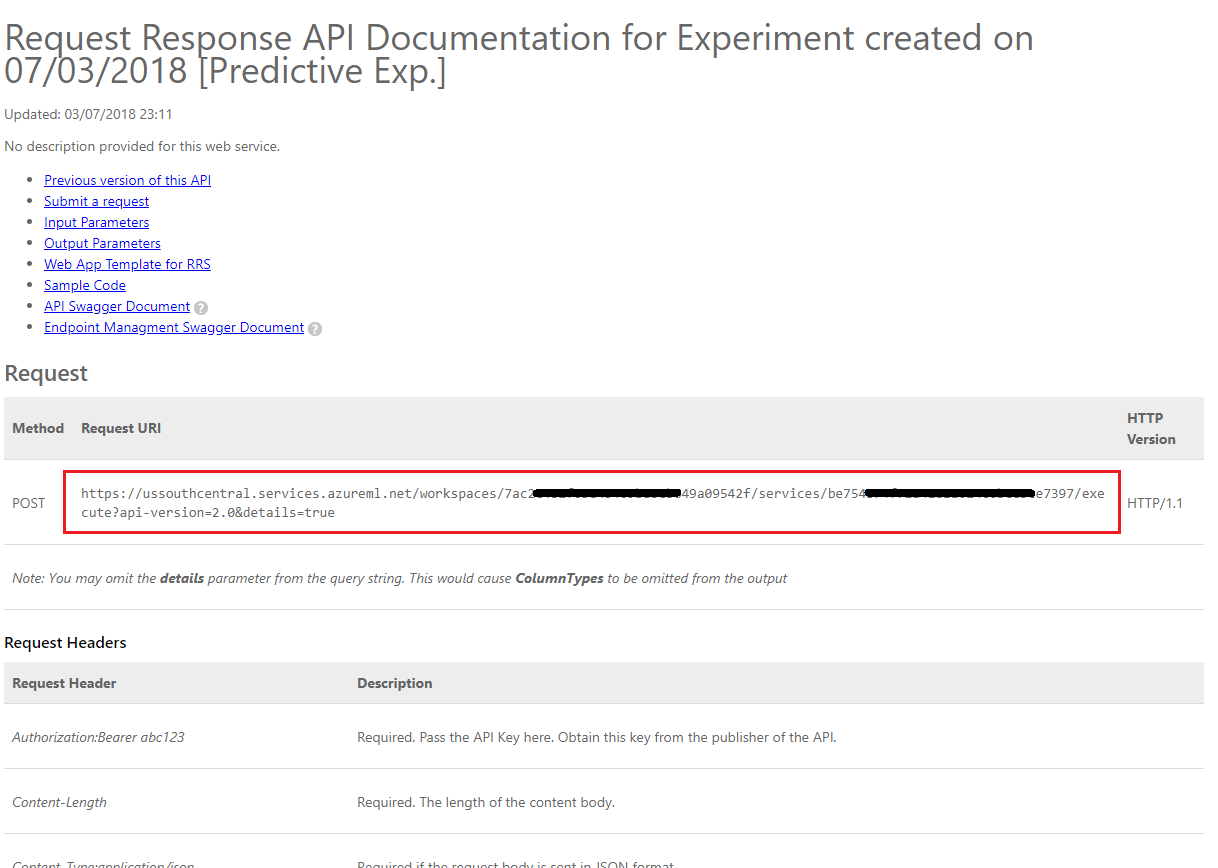 Request Response API Documentation for Experiment created on
07/03/2018 [Predictive Exp.]
Updated: 03/07/2018 23:11
No description provided for this web service.
Previous version of this API
Submit a request
Input Parameters
Output Parameters
Web App Template for RRS
Sample Code
API Swagger Document ?
Endpoint Managment Swagger Document ?
Request
Method Request URI HTTP Version
POST https://ussouthcentral.services.azureml.net/workspaces/7ac2 49a09542f/services/be754 e7397/exe
cute?api-version=2.0&details=true HTTP/1.1
Note: You may omit the details parameter from the query string. This would cause ColumnTypes to be omitted from the output
Request Headers
Request Header Description
Authorization:Bearer abc123 Required. Pass the API Key here. Obtain this key from the publisher of the API.
Content-Length Required. The length of the content body.
Content-Type:application/json Required if the request body is sent in JSON format.